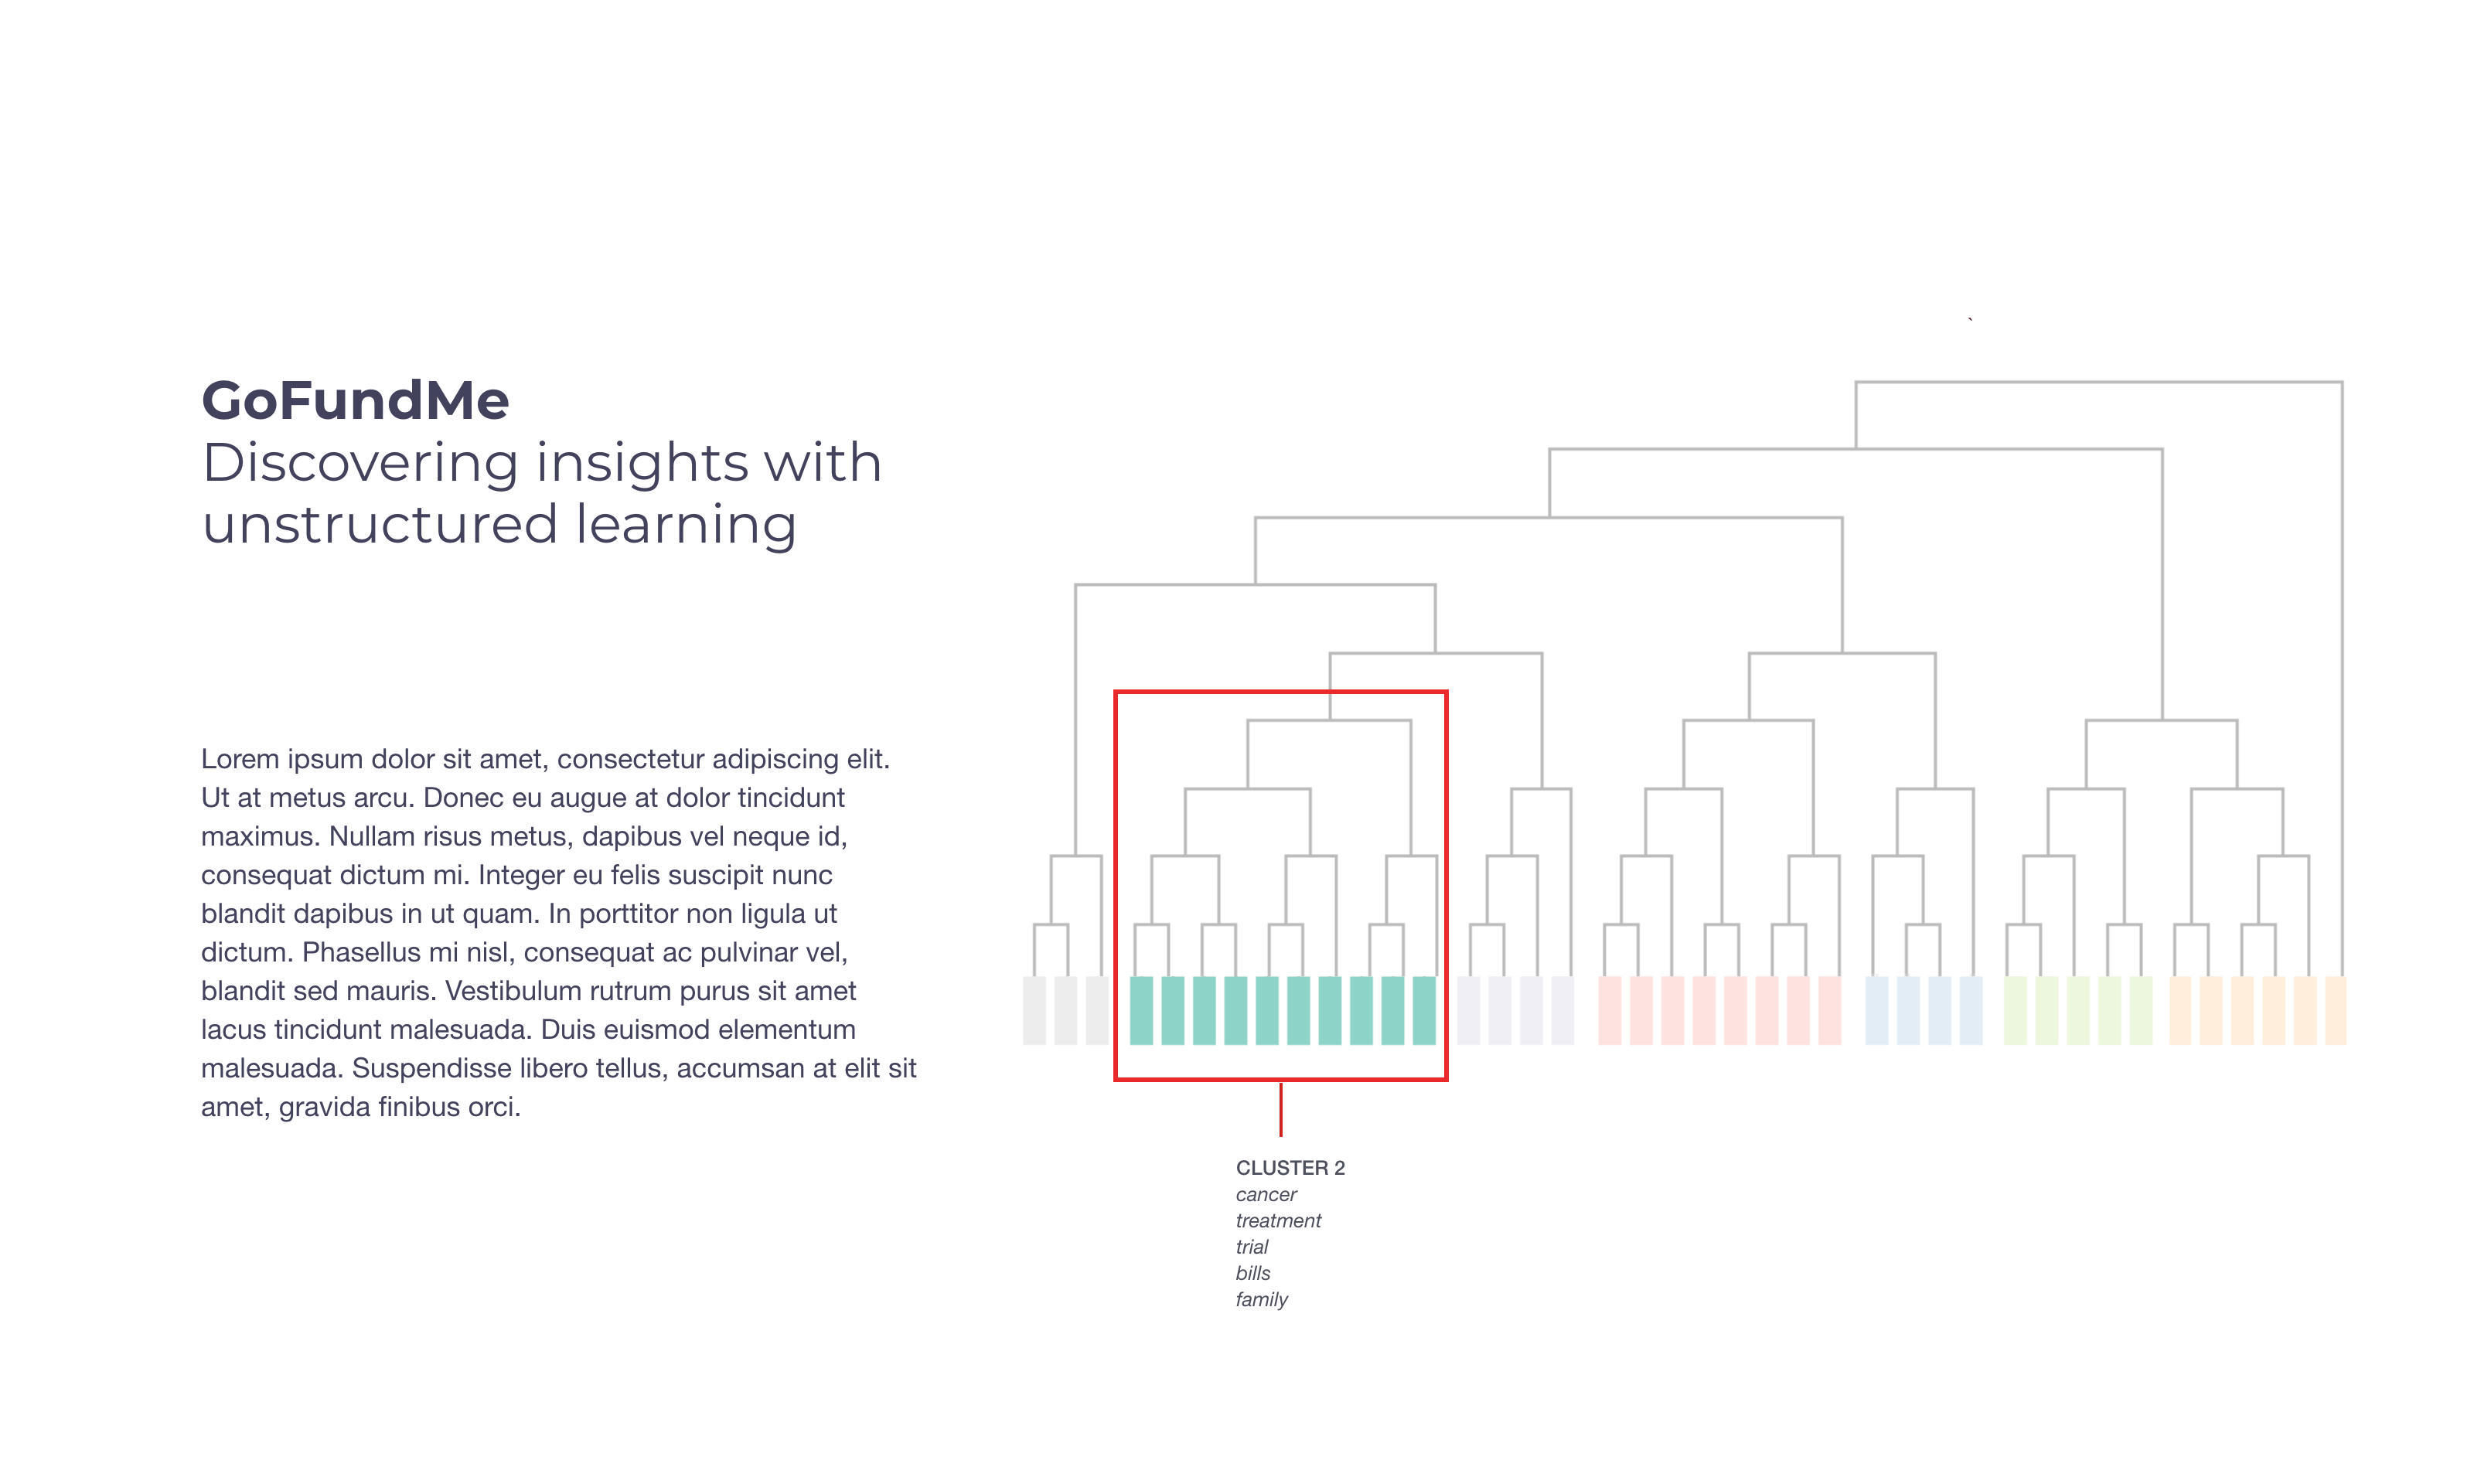 GoFundMe
Discovering insights with
unstructured learning
Lorem ipsum dolor sit amet, consectetur adipiscing elit.
Ut at metus arcu. Donec eu augue at dolor tincidunt
maximus. Nullam risus metus, dapibus vel neque id,
consequat dictum mi. Integer eu felis suscipit nunc
blandit dapibus in ut quam. In porttitor non ligula ut
dictum. Phasellus mi nisl, consequat ac pulvinar vel,
blandit sed mauris. Vestibulum rutrum purus sit amet
lacus tincidunt malesuada. Duis euismod elementum
malesuada. Suspendisse libero tellus, accumsan at elit sit
amet, gravida finibus orci.
`
CLUSTER 2
cancer
treatment
trial
bills
family